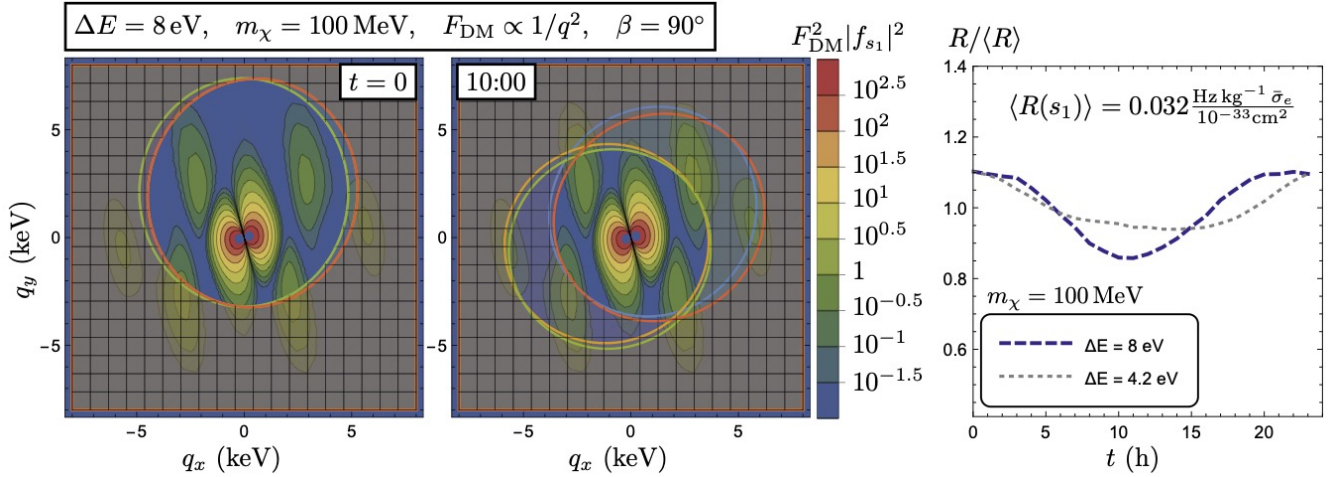 ΔE = 8 eV, m_χ = 100 MeV, F_DM ∝ 1/q², β = 90°
t = 0
10:00
F²_DM|f_{s₁}|²
10^2.5
10^2
10^1.5
10^1
10^0.5
1
10^−0.5
10^−1
10^−1.5
5
0
−5
q_y (keV)
−5 0 5
q_x (keV)
−5 0 5
q_x (keV)
R/⟨R⟩
1.4
1.2
1.0
0.8
0.6
⟨R(s₁)⟩ = 0.032 Hz kg⁻¹ σ̄_e / 10⁻³³cm²
m_χ = 100 MeV
ΔE = 8 eV
ΔE = 4.2 eV
0 5 10 15 20
t (h)